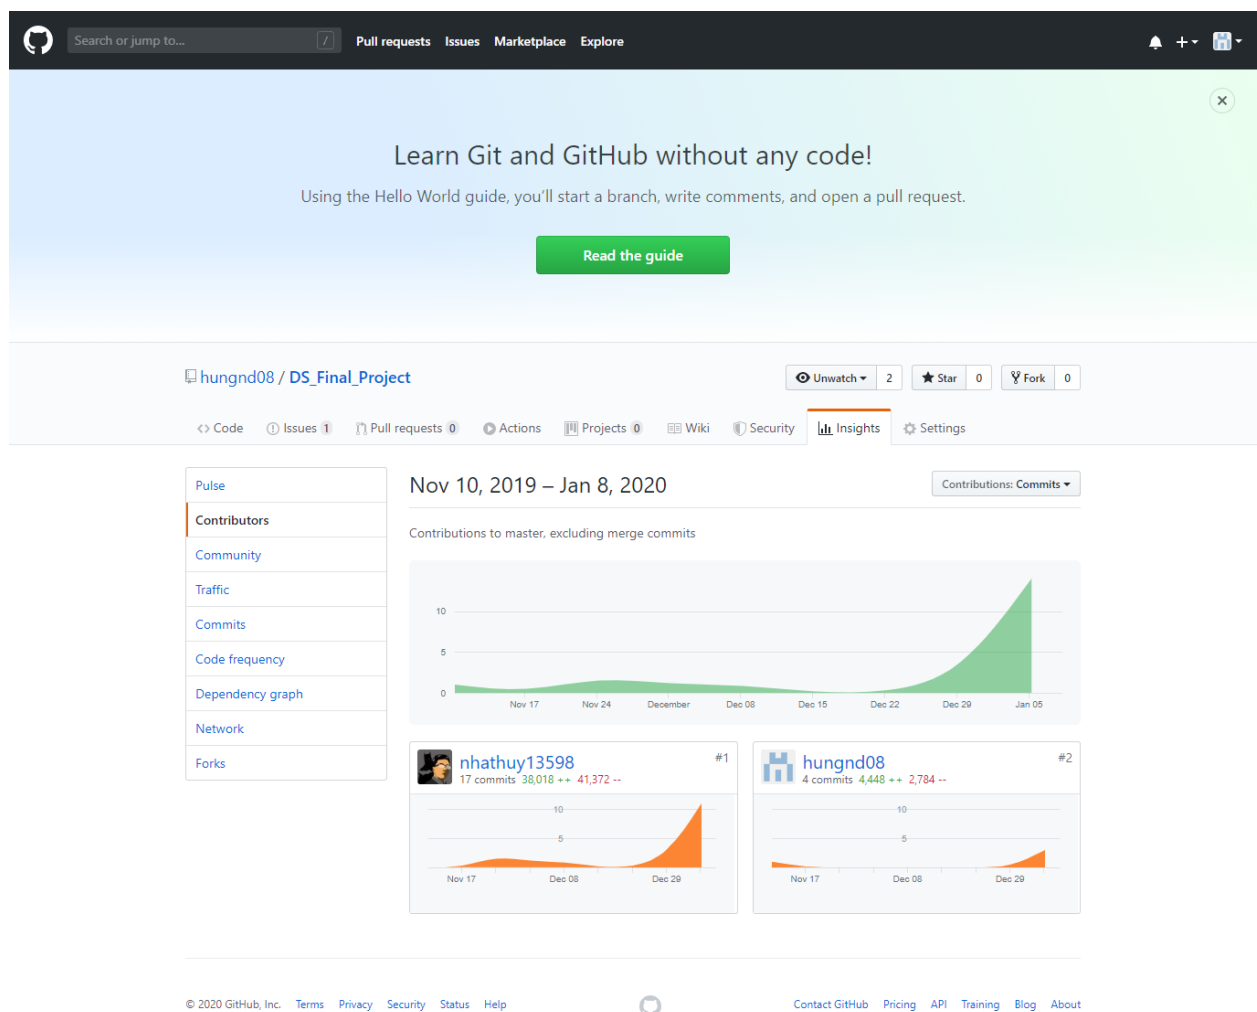 Search or jump to... /
Pull requests Issues Marketplace Explore
Learn Git and GitHub without any code!
Using the Hello World guide, you'll start a branch, write comments, and open a pull request.
Read the guide
hungnd08 / DS_Final_Project
Unwatch 2 Star 0 Fork 0
Code Issues 1 Pull requests 0 Actions Projects 0 Wiki Security Insights Settings
Pulse
Contributors
Community
Traffic
Commits
Code frequency
Dependency graph
Network
Forks
Nov 10, 2019 – Jan 8, 2020
Contributions: Commits
Contributions to master, excluding merge commits
10
5
0
Nov 17 Nov 24 December Dec 08 Dec 15 Dec 22 Dec 29 Jan 05
nhathuy13598 #1
17 commits 38,018 ++ 41,372 --
10
5
Nov 17 Dec 08 Dec 29
hungnd08 #2
4 commits 4,448 ++ 2,784 --
10
5
Nov 17 Dec 08 Dec 29
© 2020 GitHub, Inc. Terms Privacy Security Status Help
Contact GitHub Pricing API Training Blog About